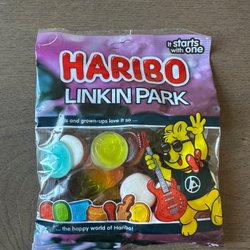 it starts
with one
HARIBO
LINKIN PARK
s and grown-ups love it so ...
... the happy world of Haribo